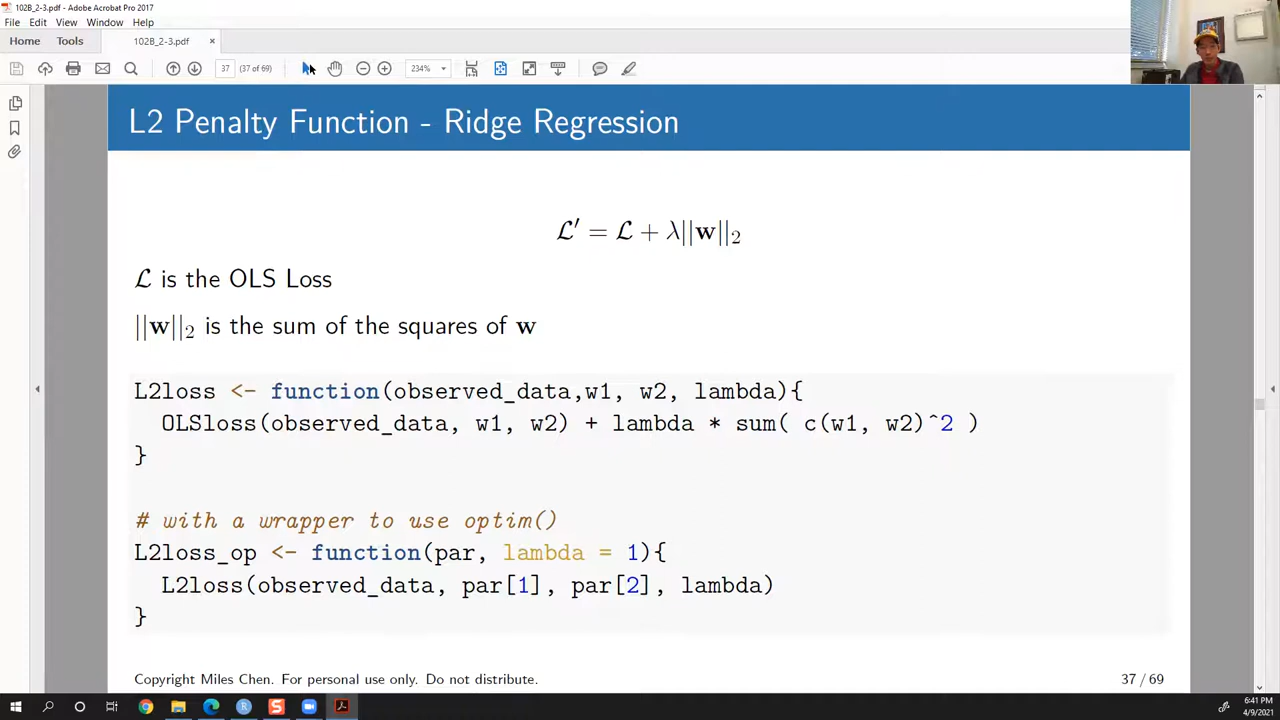 102B_2-3.pdf - Adobe Acrobat Pro 2017
File Edit View Window Help
Home Tools 102B_2-3.pdf ×
37 (37 of 69) 234%
L2 Penalty Function - Ridge Regression
ℒ′ = ℒ + λ||w||₂
ℒ is the OLS Loss
||w||₂ is the sum of the squares of w
L2loss <- function(observed_data,w1, w2, lambda){
OLSloss(observed_data, w1, w2) + lambda * sum( c(w1, w2)^2 )
}
# with a wrapper to use optim()
L2loss_op <- function(par, lambda = 1){
L2loss(observed_data, par[1], par[2], lambda)
}
Copyright Miles Chen. For personal use only. Do not distribute. 37 / 69
6:41 PM
4/9/2021